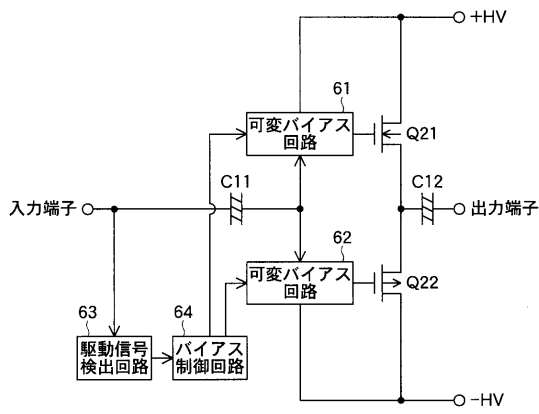 +HV
61
可変バイアス
回路
Q21
C11
C12
入力端子
出力端子
62
可変バイアス
回路
Q22
63
64
駆動信号
検出回路
バイアス
制御回路
-HV